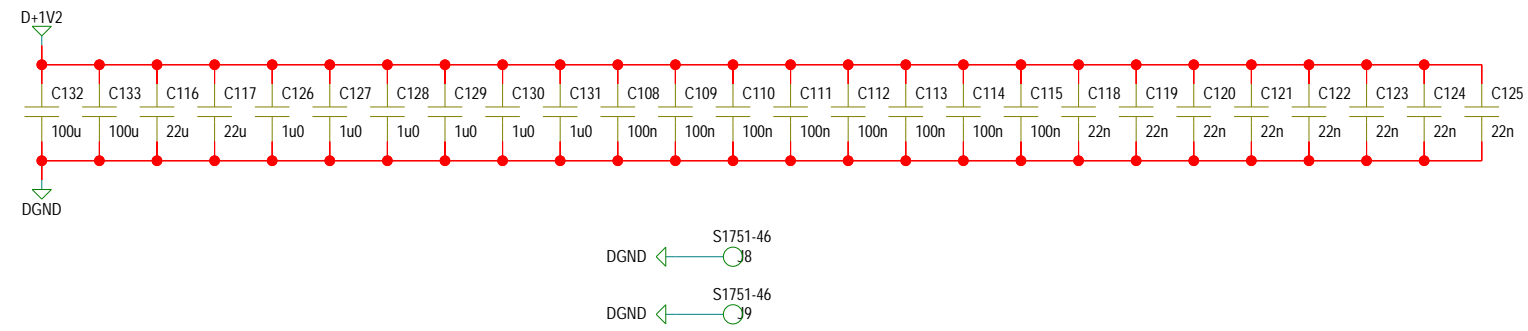 D+1V2
C132 C133 C116 C117 C126 C127 C128 C129 C130 C131 C108 C109 C110 C111 C112 C113 C114 C115 C118 C119 C120 C121 C122 C123 C124 C125
100u 100u 22u 22u 1u0 1u0 1u0 1u0 1u0 1u0 100n 100n 100n 100n 100n 100n 100n 100n 22n 22n 22n 22n 22n 22n 22n 22n
DGND
S1751-46
DGND J8
S1751-46
DGND J9